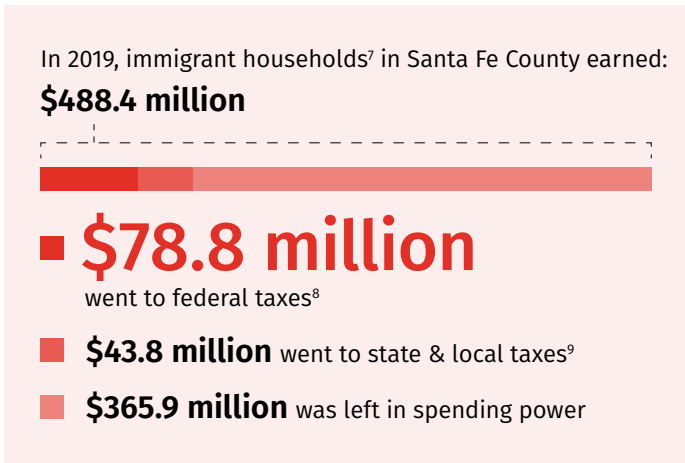 In 2019, immigrant households⁷ in Santa Fe County earned:
$488.4 million
$78.8 million
went to federal taxes⁸
$43.8 million went to state & local taxes⁹
$365.9 million was left in spending power